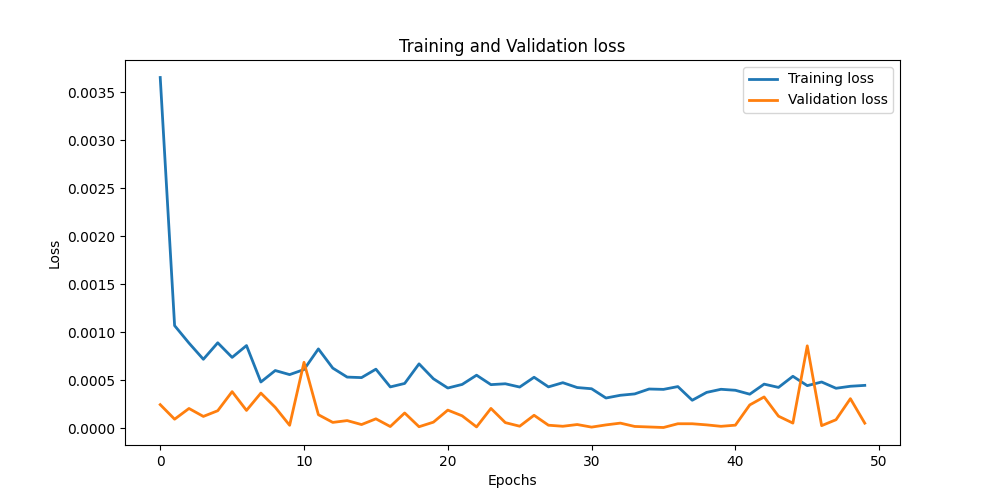 Training and Validation loss
Training loss
Validation loss
0.0035
0.0030
0.0025
0.0020
0.0015
0.0010
0.0005
0.0000
Loss
0 10 20 30 40 50
Epochs